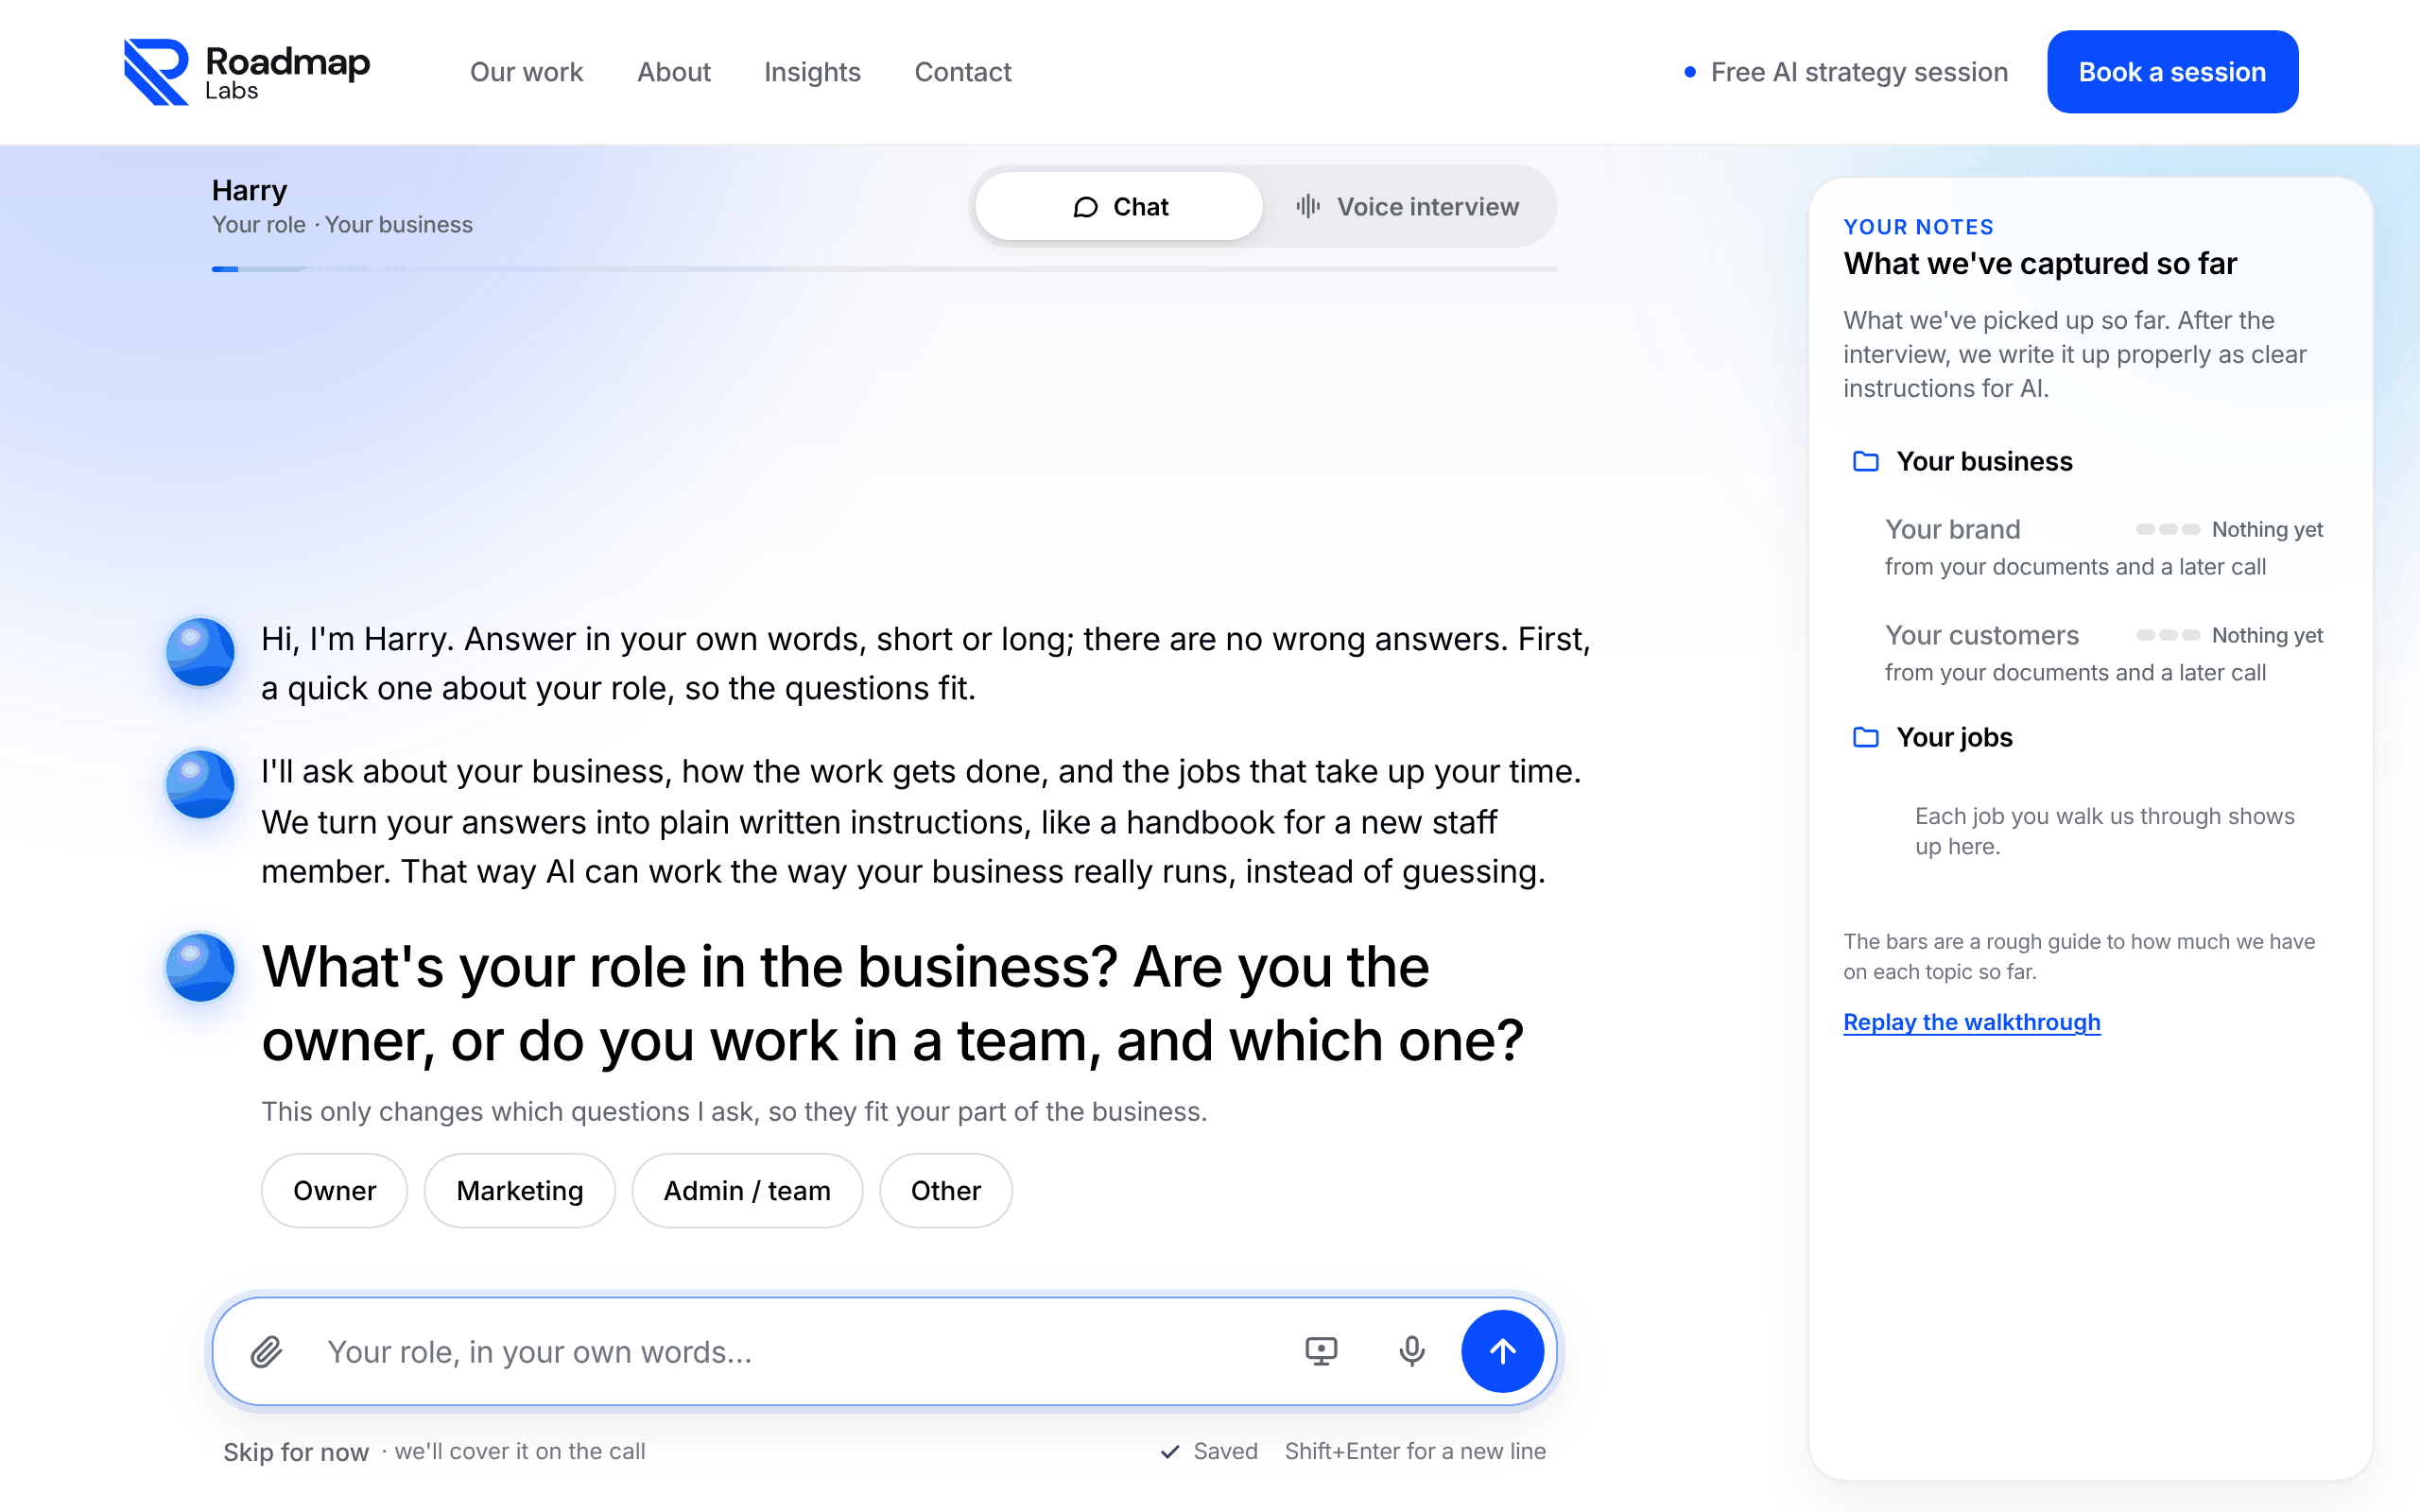 Roadmap
Labs
Our work
About
Insights
Contact
Free AI strategy session
Book a session
Harry
Your role · Your business
Chat
Voice interview
Hi, I'm Harry. Answer in your own words, short or long; there are no wrong answers. First,
a quick one about your role, so the questions fit.
I'll ask about your business, how the work gets done, and the jobs that take up your time.
We turn your answers into plain written instructions, like a handbook for a new staff
member. That way AI can work the way your business really runs, instead of guessing.
What's your role in the business? Are you the
owner, or do you work in a team, and which one?
This only changes which questions I ask, so they fit your part of the business.
Owner
Marketing
Admin / team
Other
Your role, in your own words...
Skip for now · we'll cover it on the call
Saved
Shift+Enter for a new line
YOUR NOTES
What we've captured so far
What we've picked up so far. After the
interview, we write it up properly as clear
instructions for AI.
Your business
Your brand
Nothing yet
from your documents and a later call
Your customers
Nothing yet
from your documents and a later call
Your jobs
Each job you walk us through shows
up here.
The bars are a rough guide to how much we have
on each topic so far.
Replay the walkthrough